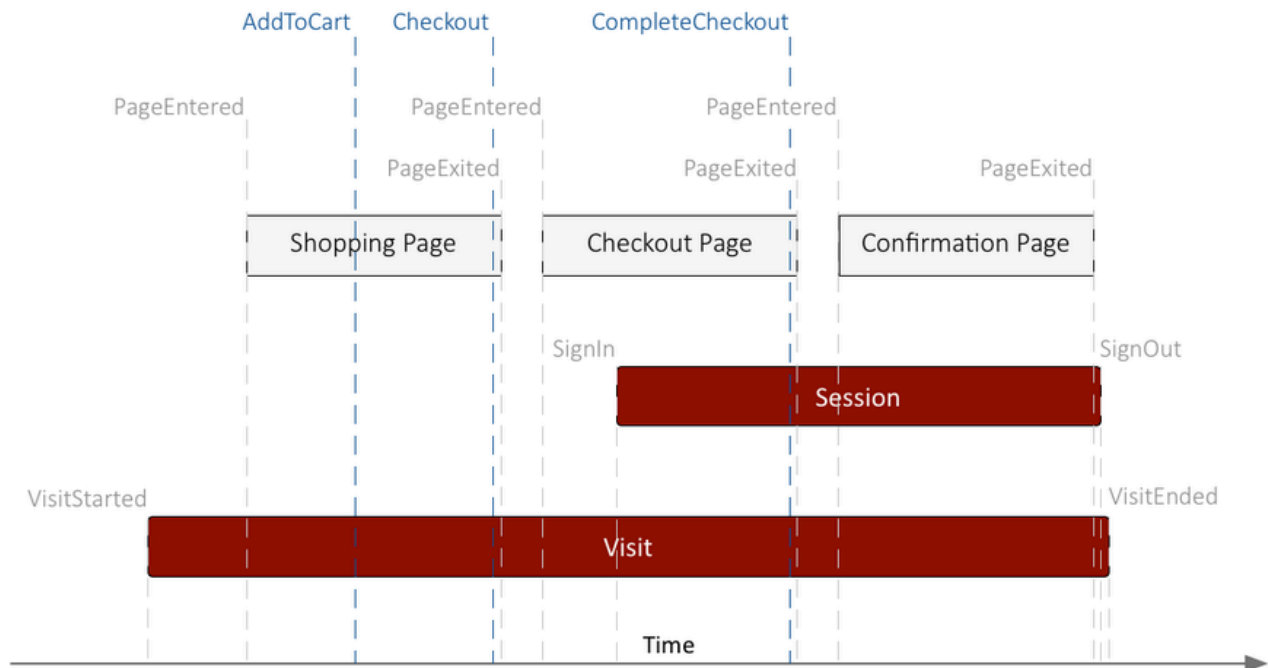 AddToCart
Checkout
CompleteCheckout
PageEntered
PageEntered
PageEntered
PageExited
PageExited
PageExited
Shopping Page
Checkout Page
Confirmation Page
SignIn
SignOut
Session
VisitStarted
VisitEnded
Visit
Time